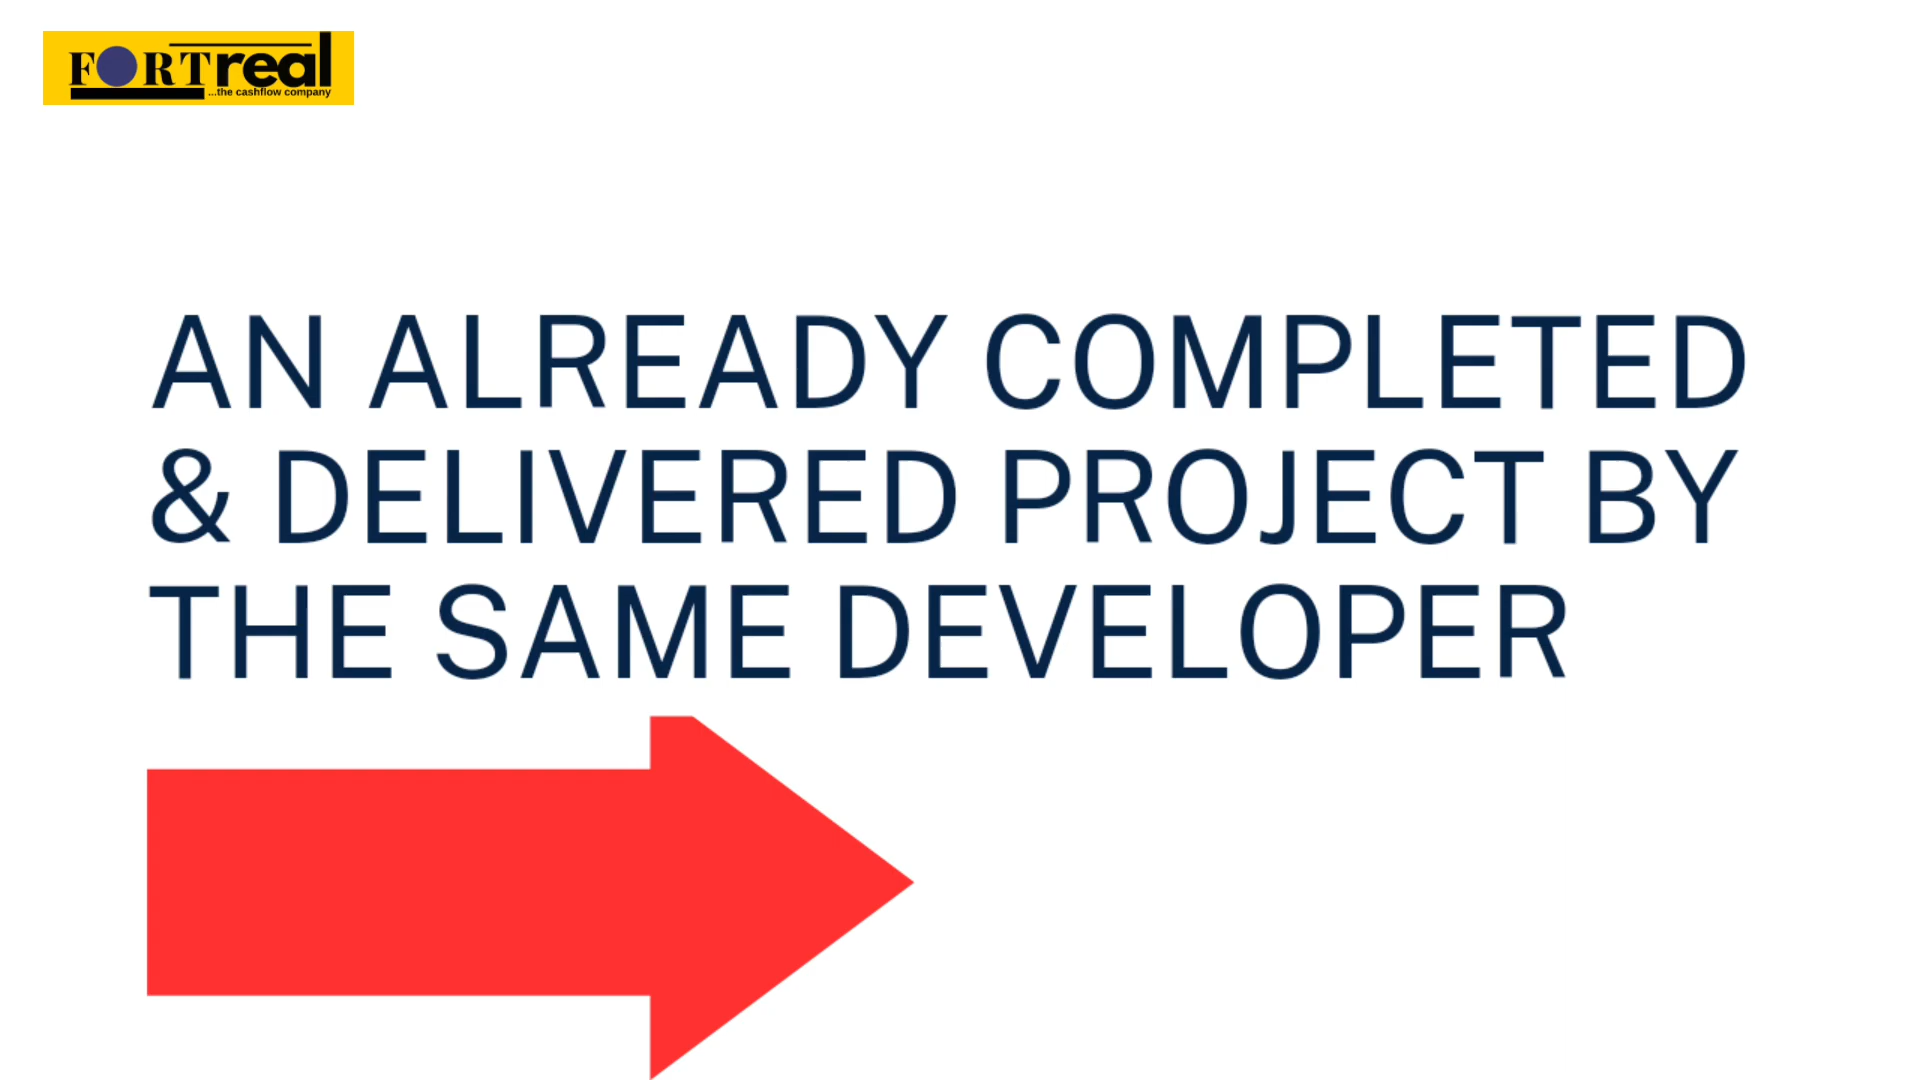 FORTreal
...the cashflow company
AN ALREADY COMPLETED
& DELIVERED PROJECT BY
THE SAME DEVELOPER